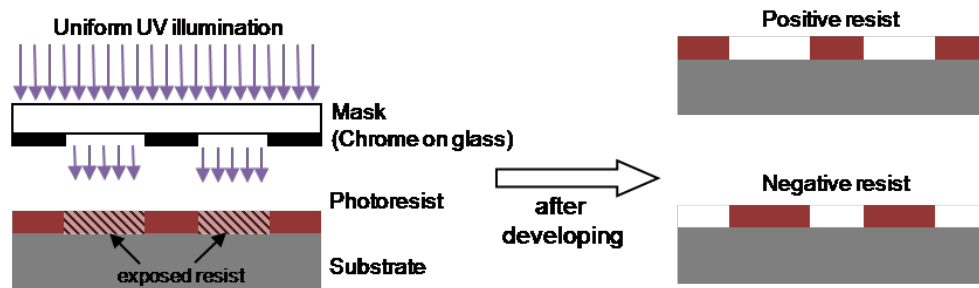 Uniform UV illumination
Mask
(Chrome on glass)
Photoresist
exposed resist
Substrate
after
developing
Positive resist
Negative resist